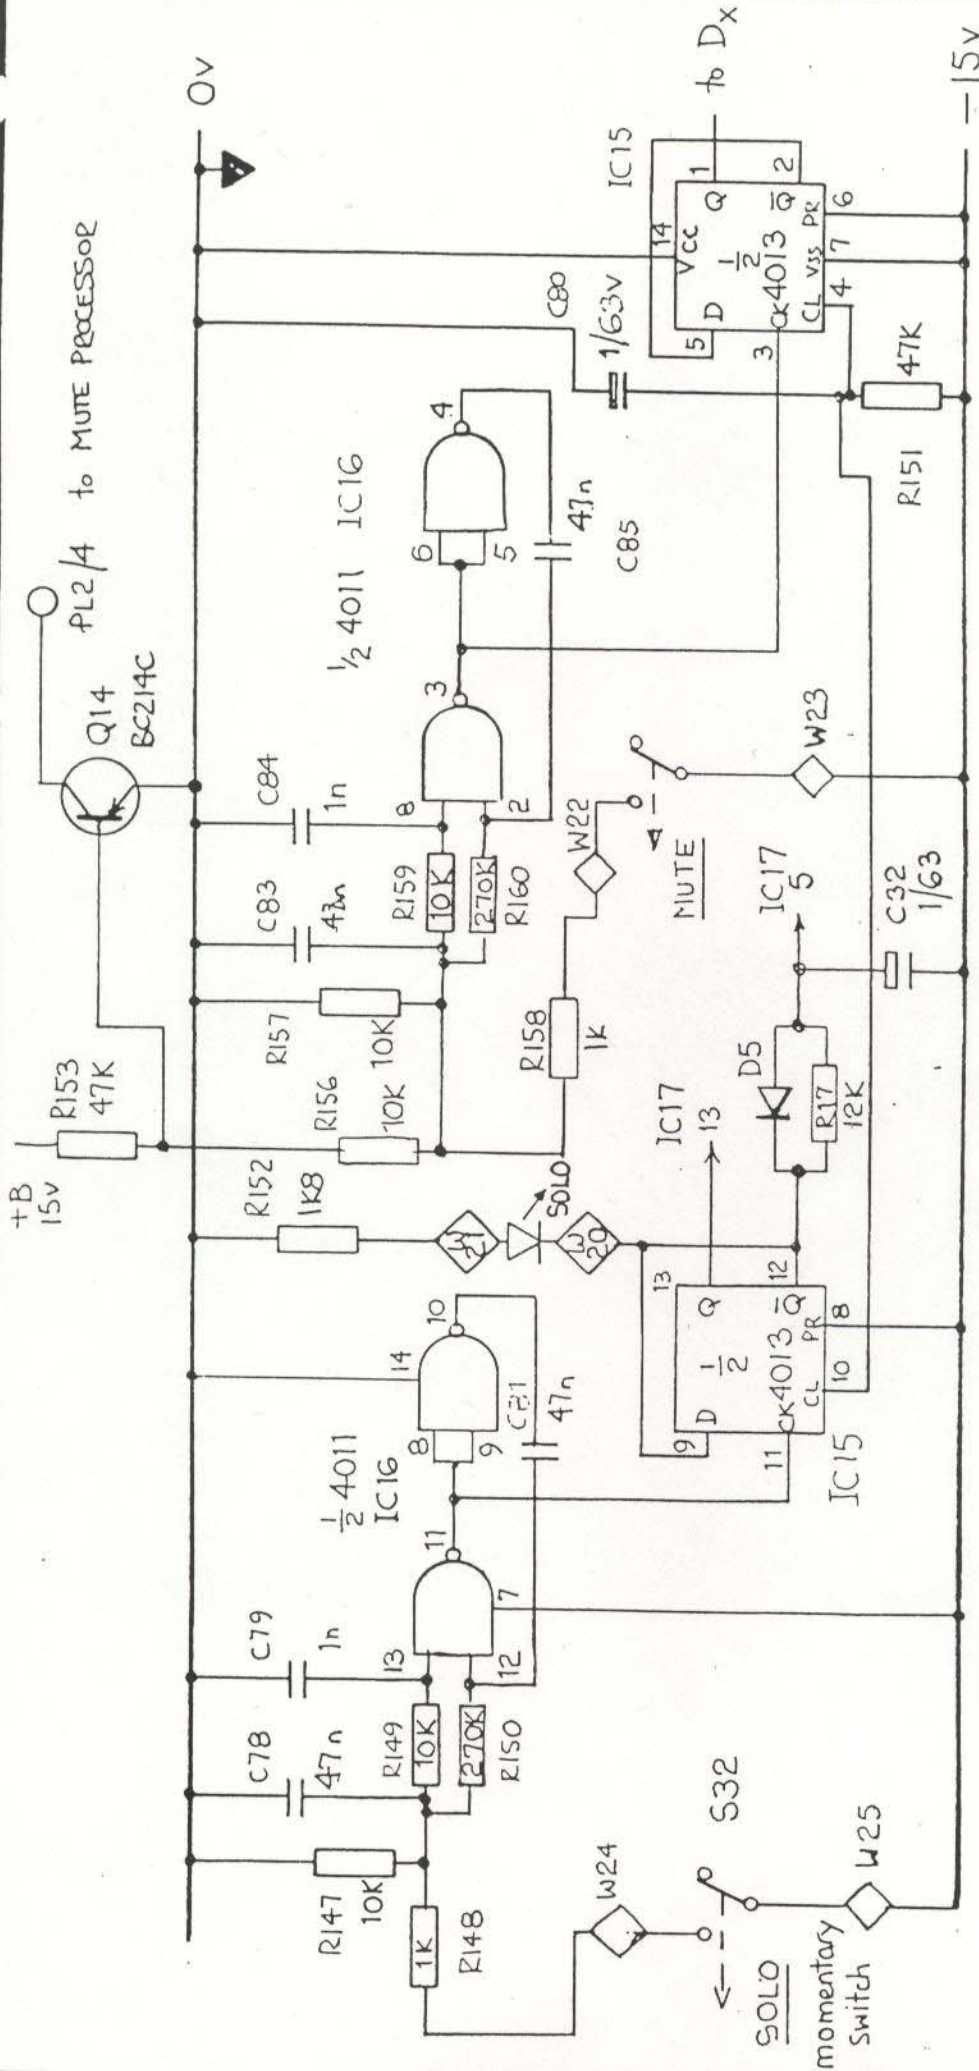 +B
15v
R153
47K
Q14
BC214C
PL2/4 to MUTE PROCESSOR
0v
C78
47n
C79
1n
R147
10K
R149
10K
270K
R150
1K
R148
13
12
11
7
½ 4011
IC16
14
8
9
10
C81
47n
R152
1K8
W21
SOLO
W20
R156
10K
R157
10K
C83
47n
C84
1n
R159
10K
270K
R160
8
2
3
½ 4011 IC16
6
5
4
47n
C85
R158
1K
W22
MUTE
W23
C80
1/63V
IC15
14
VCC
5
D
Q
1
to Dx
½
4013
3
CK
Q̅
2
CL
VSS
PR
4
7
6
R151
47K
W24
S32
SOLO
momentary
switch
W25
9
D
13
Q
IC17
13
½
4013
11
CK
Q̅
12
CL
PR
10
8
IC15
D5
R17
12K
IC17
5
C32
1/63
-15v